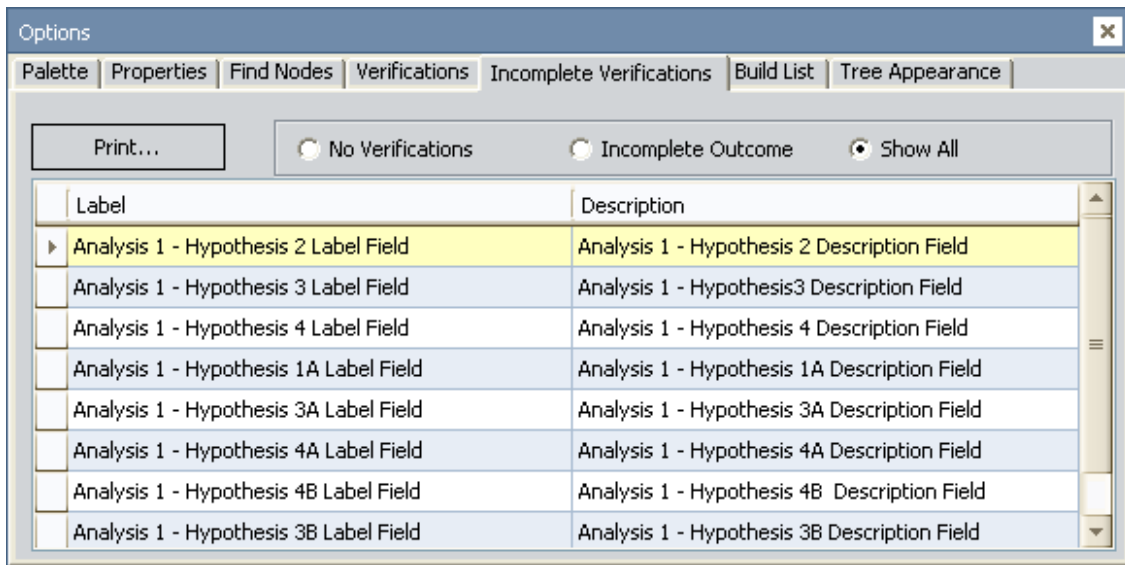 Options
Palette Properties Find Nodes Verifications Incomplete Verifications Build List Tree Appearance
Print... No Verifications Incomplete Outcome Show All
Label Description
Analysis 1 - Hypothesis 2 Label Field Analysis 1 - Hypothesis 2 Description Field
Analysis 1 - Hypothesis 3 Label Field Analysis 1 - Hypothesis3 Description Field
Analysis 1 - Hypothesis 4 Label Field Analysis 1 - Hypothesis 4 Description Field
Analysis 1 - Hypothesis 1A Label Field Analysis 1 - Hypothesis 1A Description Field
Analysis 1 - Hypothesis 3A Label Field Analysis 1 - Hypothesis 3A Description Field
Analysis 1 - Hypothesis 4A Label Field Analysis 1 - Hypothesis 4A Description Field
Analysis 1 - Hypothesis 4B Label Field Analysis 1 - Hypothesis 4B  Description Field
Analysis 1 - Hypothesis 3B Label Field Analysis 1 - Hypothesis 3B Description Field